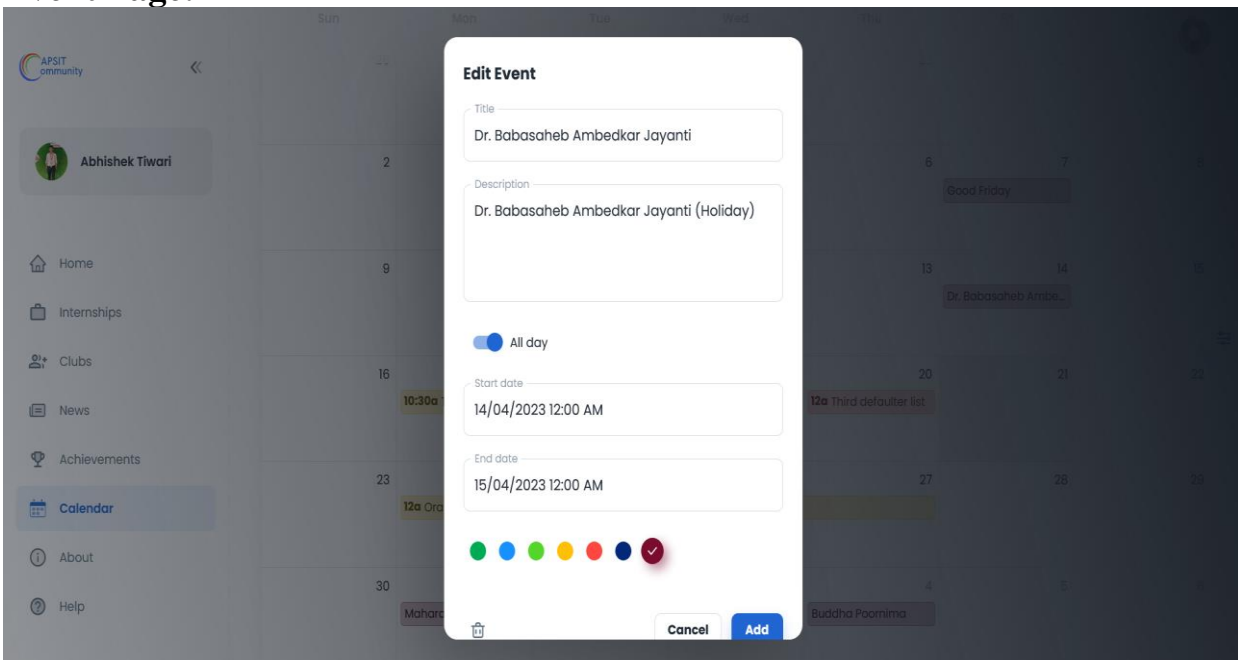 Sun Mon Tue Wed Thu
APSIT
Community
Abhishek Tiwari
Home
Internships
Clubs
News
Achievements
Calendar
About
Help
Edit Event
Title
Dr. Babasaheb Ambedkar Jayanti
Description
Dr. Babasaheb Ambedkar Jayanti (Holiday)
All day
Start date
14/04/2023 12:00 AM
End date
15/04/2023 12:00 AM
Cancel Add
2 6 7
Good Friday
9 13 14 15
Dr. Babasaheb Ambe...
16 20 21 22
10:30a 12a Third defaulter list
23 27 28 29
12a
30 4 5 6
Buddha Poornima